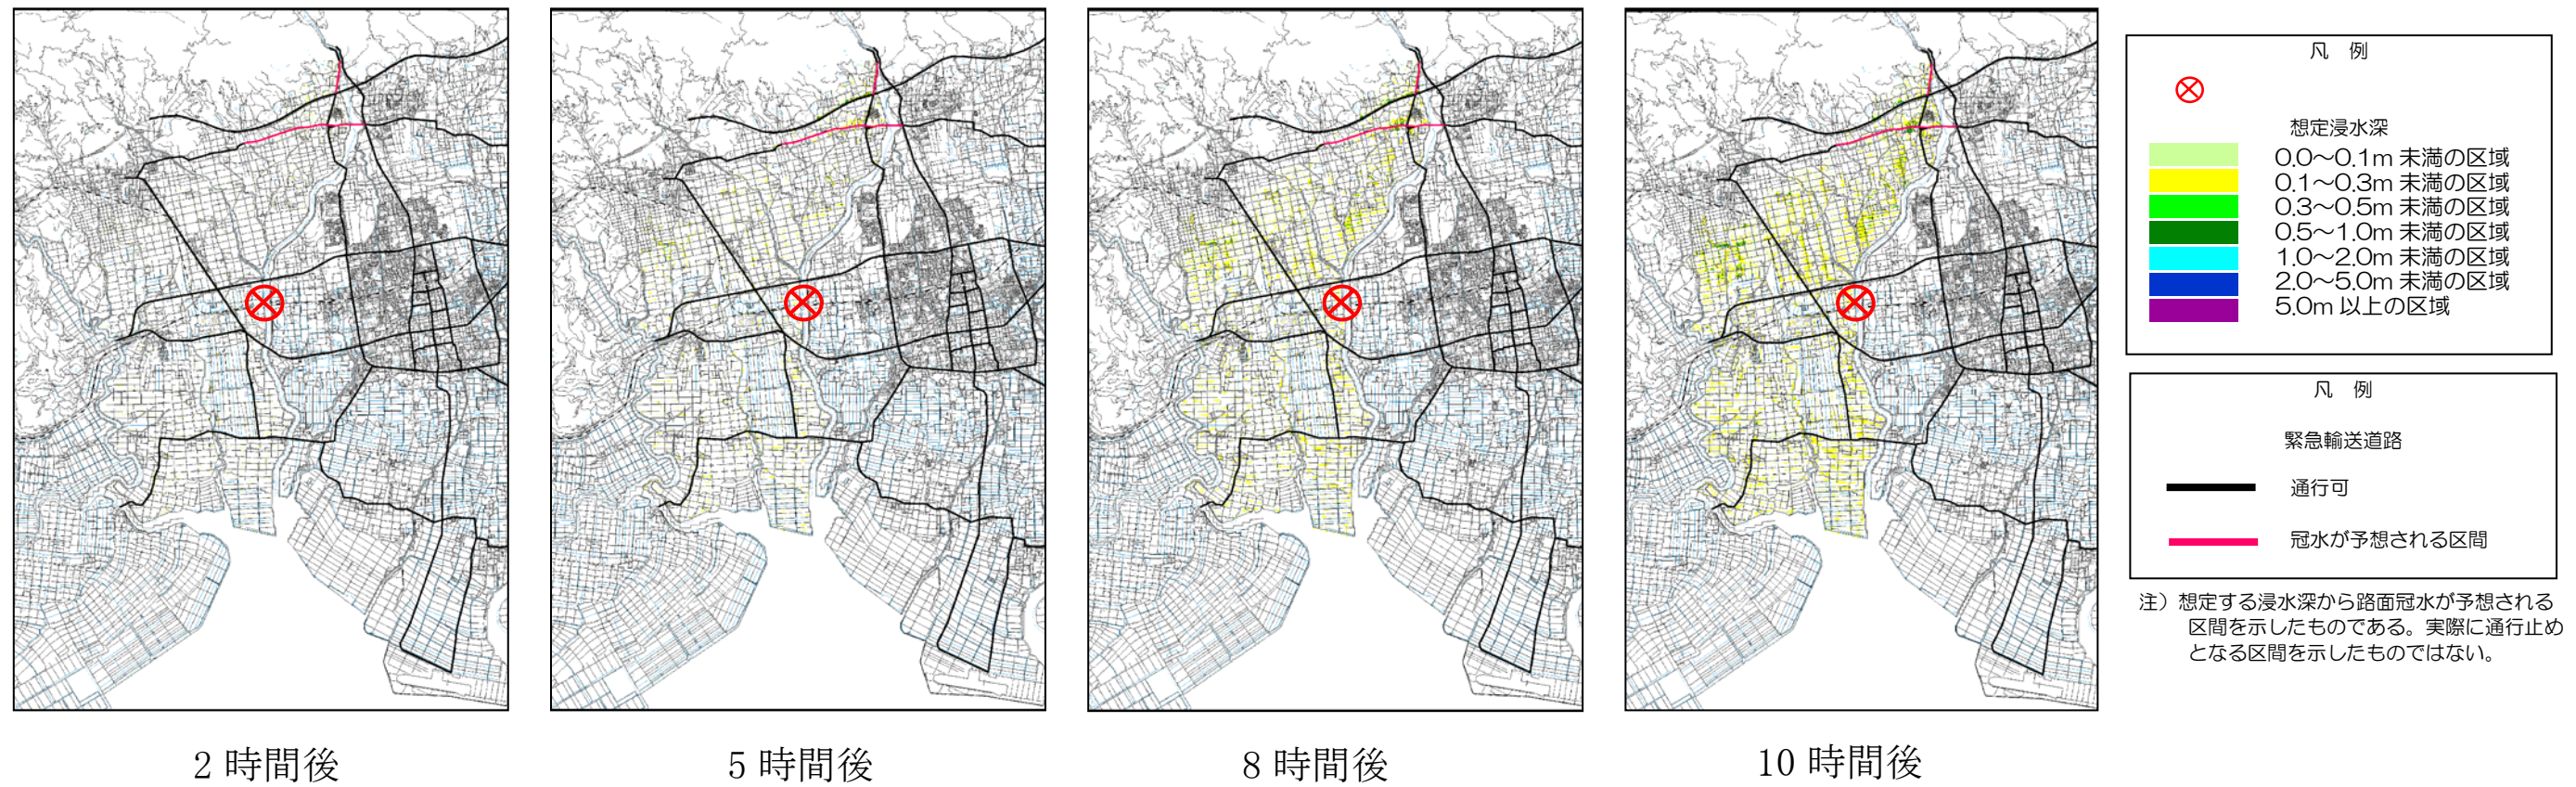 凡 例
想定浸水深
0.0～0.1m 未満の区域
0.1～0.3m 未満の区域
0.3～0.5m 未満の区域
0.5～1.0m 未満の区域
1.0～2.0m 未満の区域
2.0～5.0m 未満の区域
5.0m 以上の区域
凡 例
緊急輸送道路
通行可
冠水が予想される区間
注）想定する浸水深から路面冠水が予想される
区間を示したものである。実際に通行止め
となる区間を示したものではない。
2 時間後
5 時間後
8 時間後
10 時間後